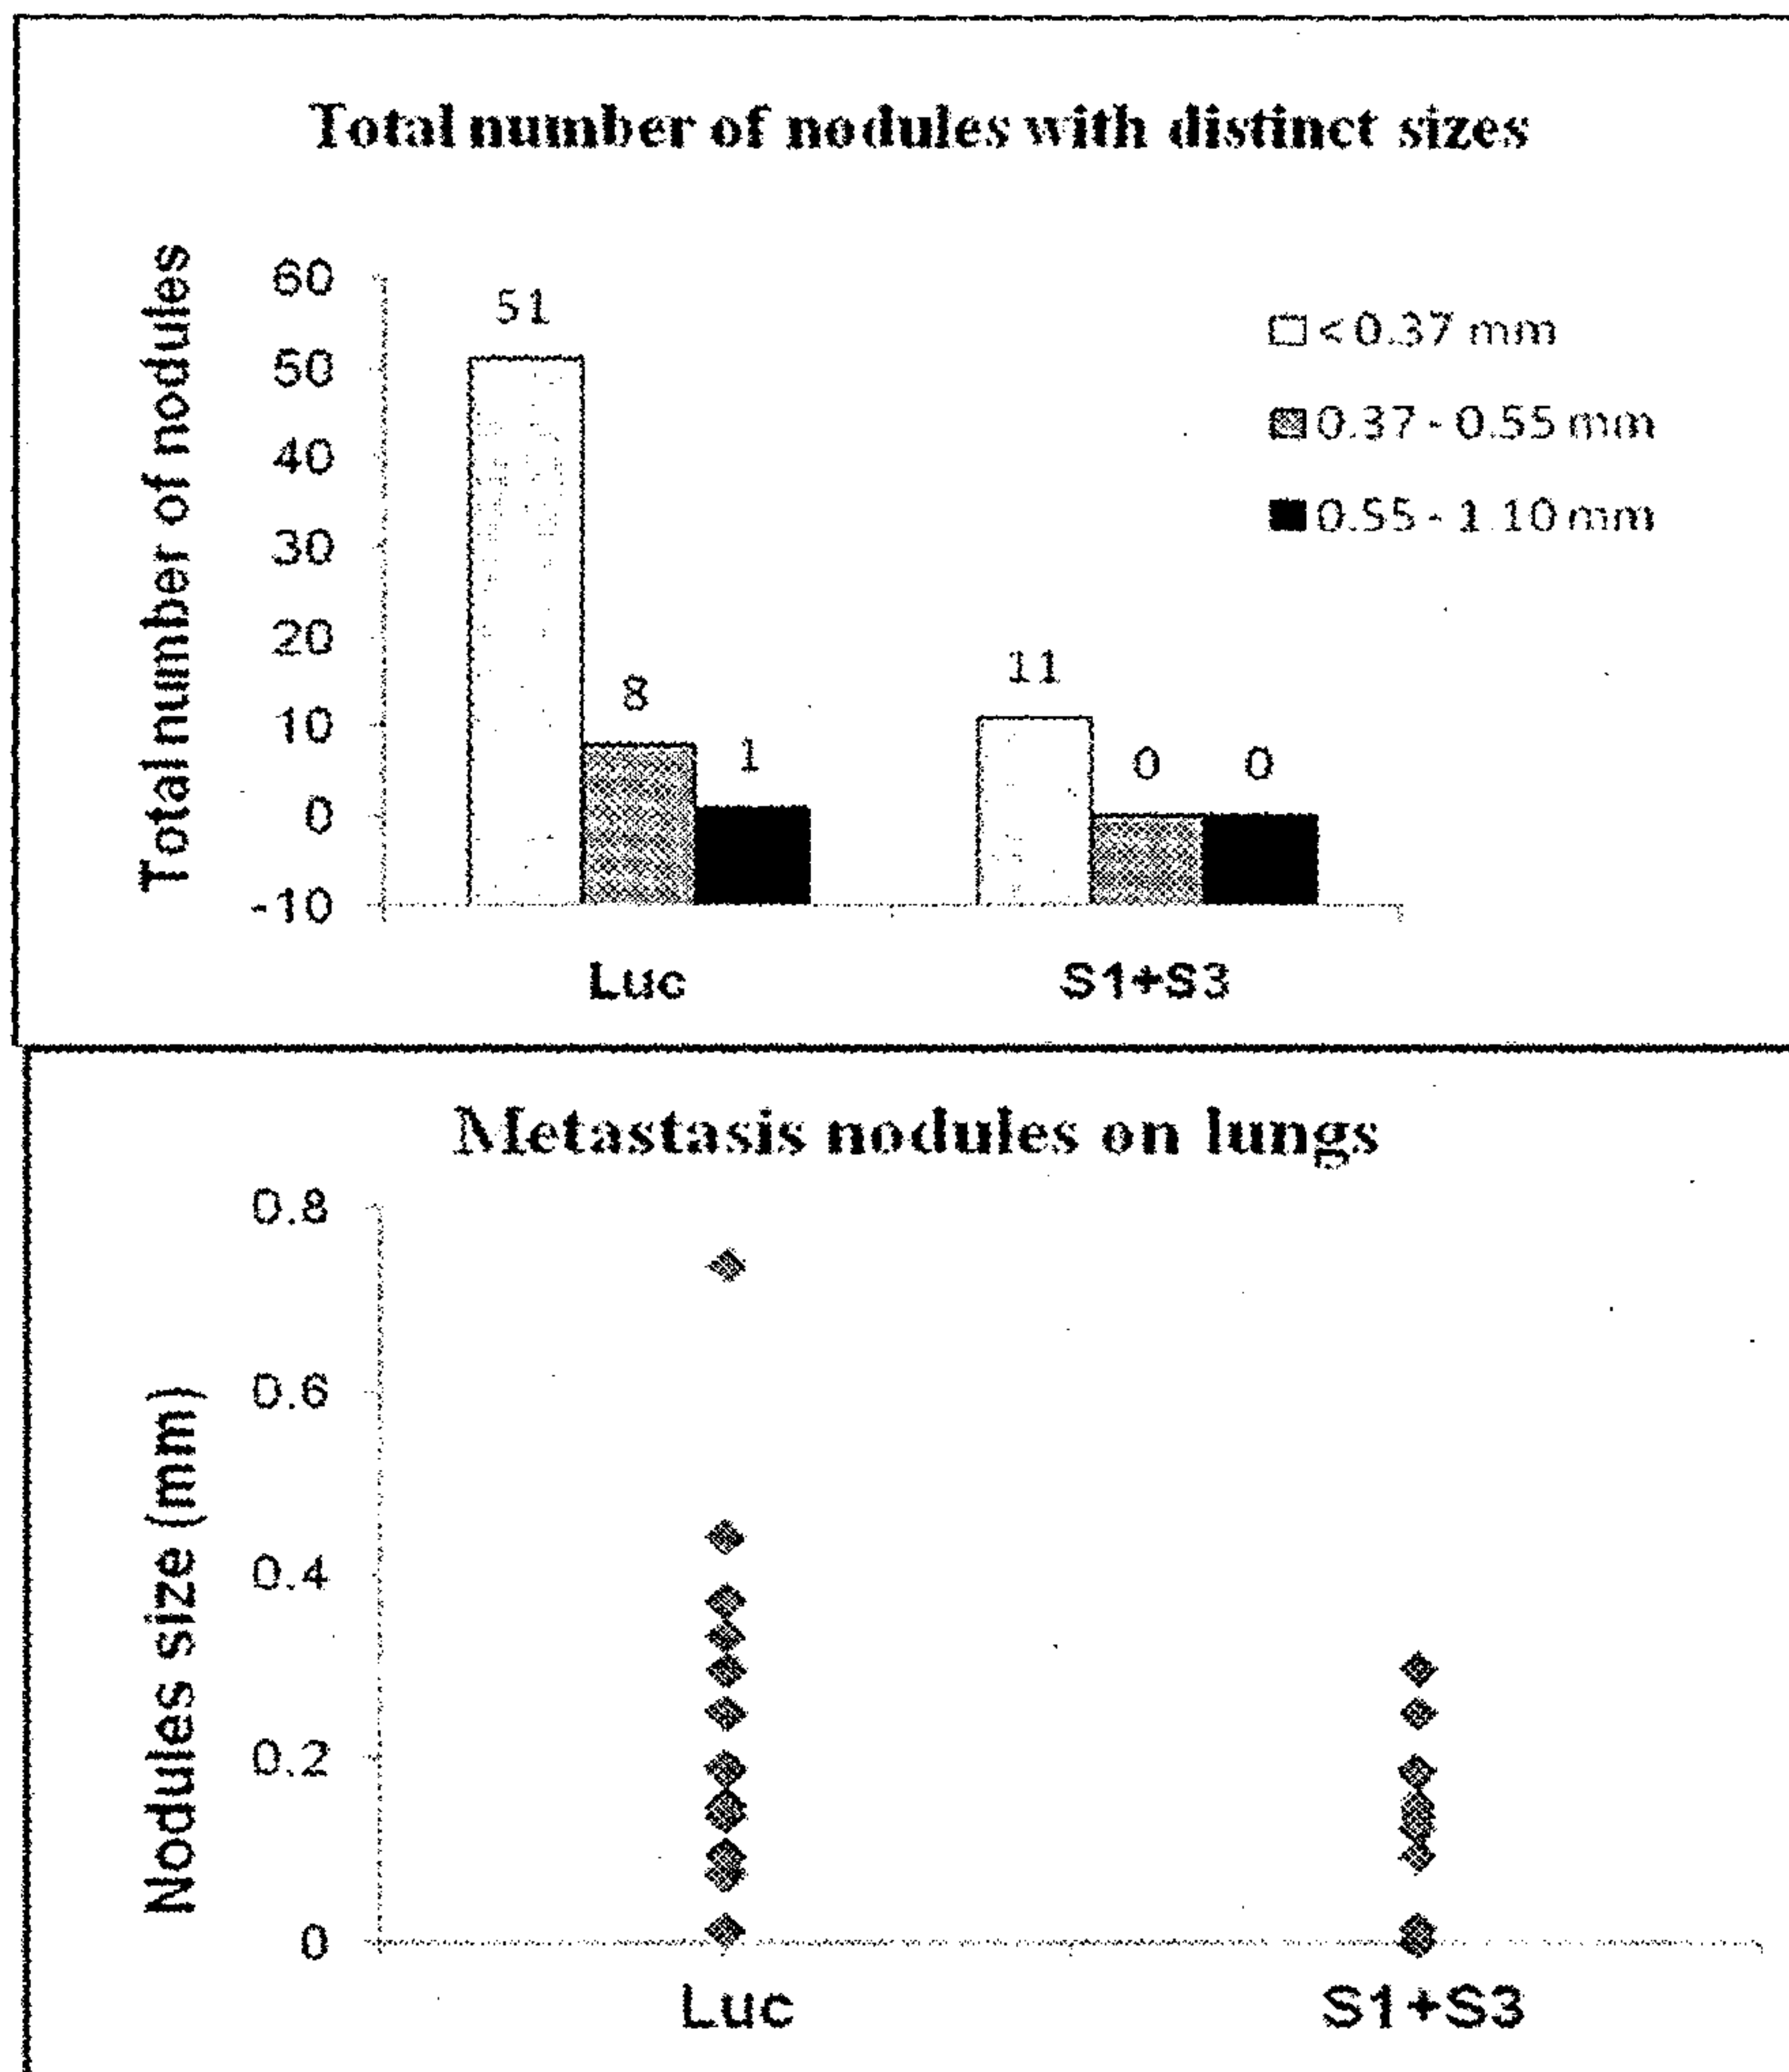 Total number of nodules with distinct sizes
Total number of nodules
60
50
40
30
20
10
0
-10
51
8
1
11
0
0
< 0.37 mm
0.37 - 0.55 mm
0.55 - 1.10 mm
Luc
S1+S3
Metastasis nodules on lungs
Nodules size (mm)
0.8
0.6
0.4
0.2
0
Luc
S1+S3